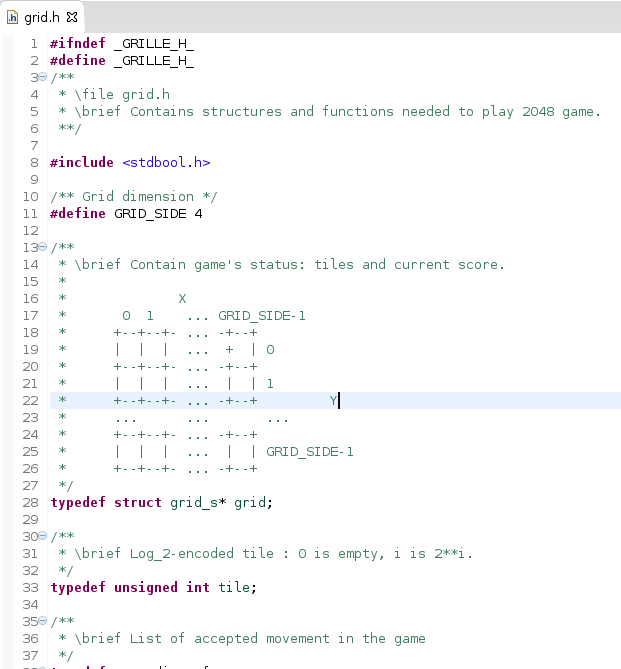 grid.h
1 #ifndef _GRILLE_H_
2 #define _GRILLE_H_
3 /**
4  * \file grid.h
5  * \brief Contains structures and functions needed to play 2048 game.
6  **/
7
8 #include <stdbool.h>
9
10 /** Grid dimension */
11 #define GRID_SIDE 4
12
13 /**
14  * \brief Contain game's status: tiles and current score.
15  *
16  *              X
17  *       0  1    ... GRID_SIDE-1
18  *      +--+--+- ... -+--+
19  *      |  |  |  ...  +  | 0
20  *      +--+--+- ... -+--+
21  *      |  |  |  ...  |  | 1
22  *      +--+--+- ... -+--+         Y
23  *      ...      ...       ...
24  *      +--+--+- ... -+--+
25  *      |  |  |  ...  |  | GRID_SIDE-1
26  *      +--+--+- ... -+--+
27  */
28 typedef struct grid_s* grid;
29
30 /**
31  * \brief Log_2-encoded tile : 0 is empty, i is 2**i.
32  */
33 typedef unsigned int tile;
34
35 /**
36  * \brief List of accepted movement in the game
37  */